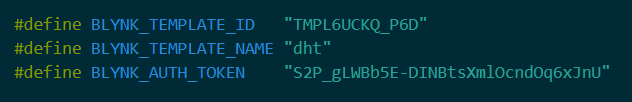 #define BLYNK_TEMPLATE_ID   "TMPL6UCKQ_P6D"
#define BLYNK_TEMPLATE_NAME "dht"
#define BLYNK_AUTH_TOKEN    "S2P_gLWBb5E-DINBtsXmlOcndOq6xJnU"